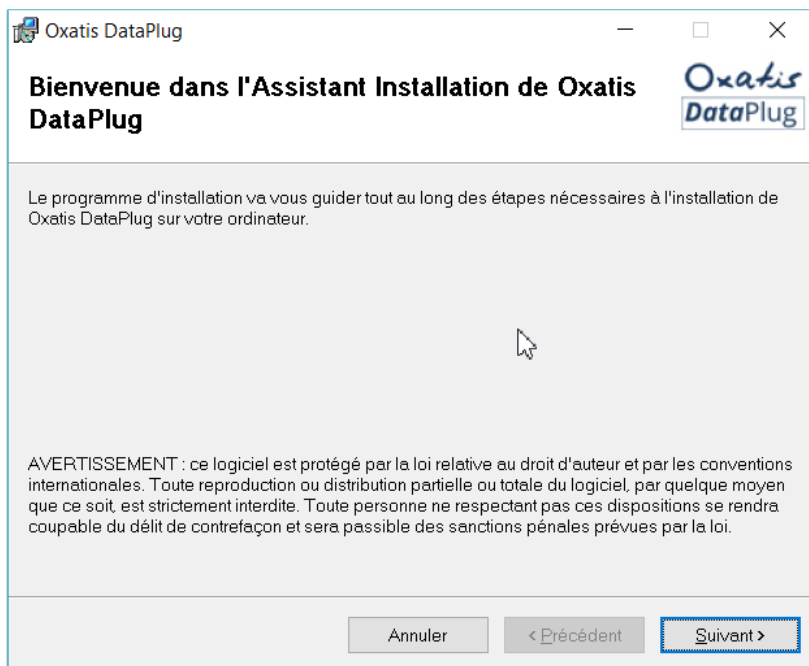 Oxatis DataPlug
Bienvenue dans l'Assistant Installation de Oxatis
DataPlug
Oxatis
DataPlug
Le programme d'installation va vous guider tout au long des étapes nécessaires à l'installation de
Oxatis DataPlug sur votre ordinateur.
AVERTISSEMENT : ce logiciel est protégé par la loi relative au droit d'auteur et par les conventions
internationales. Toute reproduction ou distribution partielle ou totale du logiciel, par quelque moyen
que ce soit, est strictement interdite. Toute personne ne respectant pas ces dispositions se rendra
coupable du délit de contrefaçon et sera passible des sanctions pénales prévues par la loi.
Annuler
< Précédent
Suivant >